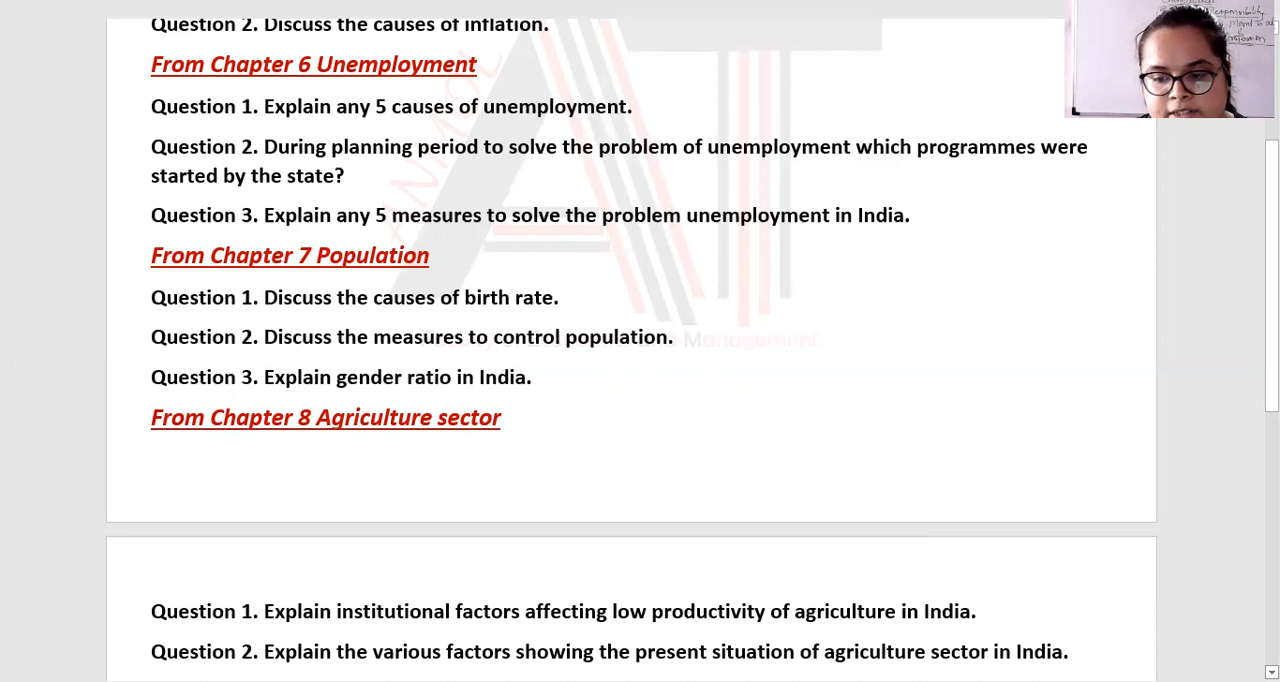 Question 2. Discuss the causes of inflation.
From Chapter 6 Unemployment
Question 1. Explain any 5 causes of unemployment.
Question 2. During planning period to solve the problem of unemployment which programmes were
started by the state?
Question 3. Explain any 5 measures to solve the problem unemployment in India.
From Chapter 7 Population
Question 1. Discuss the causes of birth rate.
Question 2. Discuss the measures to control population.
Question 3. Explain gender ratio in India.
From Chapter 8 Agriculture sector
Question 1. Explain institutional factors affecting low productivity of agriculture in India.
Question 2. Explain the various factors showing the present situation of agriculture sector in India.
ANMOL
AT
Management
Responsibility